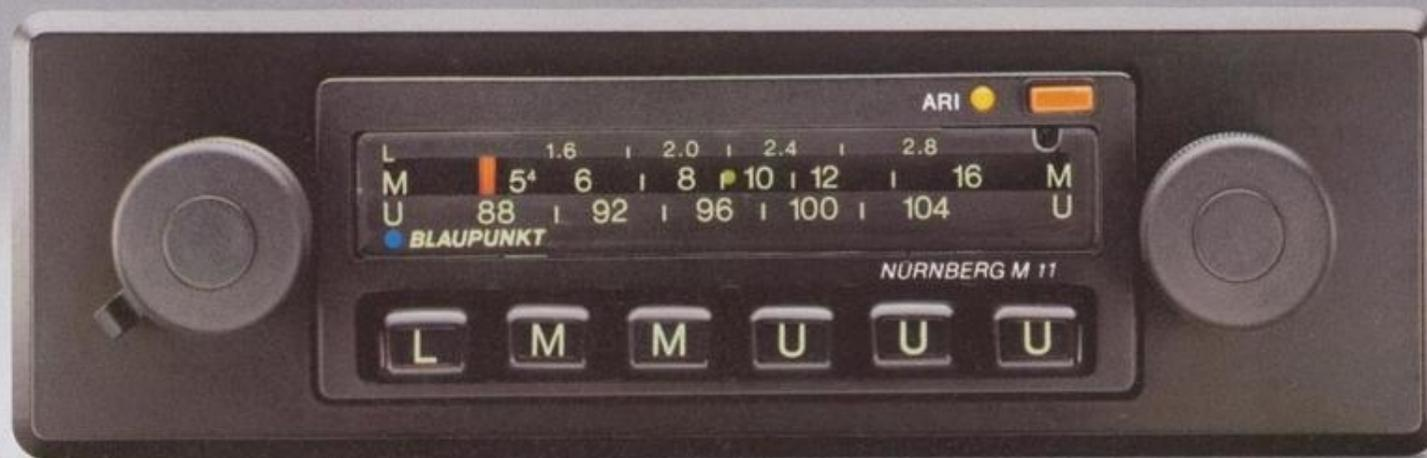 ARI
L 1.6 2.0 2.4 2.8
M 5⁴ 6 8 10 12 16 M
U 88 92 96 100 104 U
BLAUPUNKT
NÜRNBERG M 11
L M M U U U